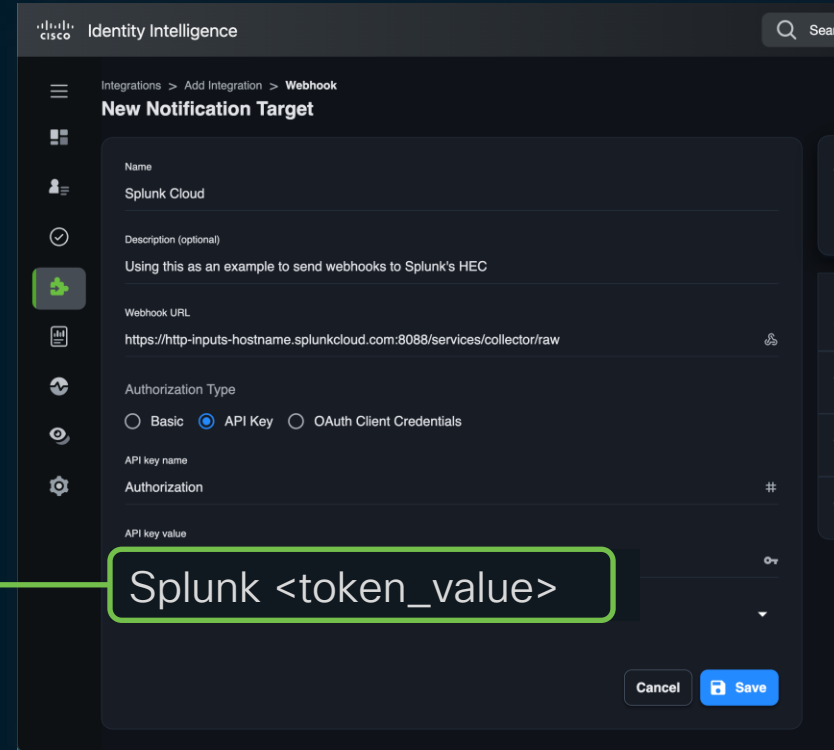 CISCO Identity Intelligence
Sear
Integrations > Add Integration > Webhook
New Notification Target
Name
Splunk Cloud
Description (optional)
Using this as an example to send webhooks to Splunk's HEC
Webhook URL
https://http-inputs-hostname.splunkcloud.com:8088/services/collector/raw
Authorization Type
Basic API Key OAuth Client Credentials
API key name
Authorization #
API key value
Splunk <token_value>
Cancel Save